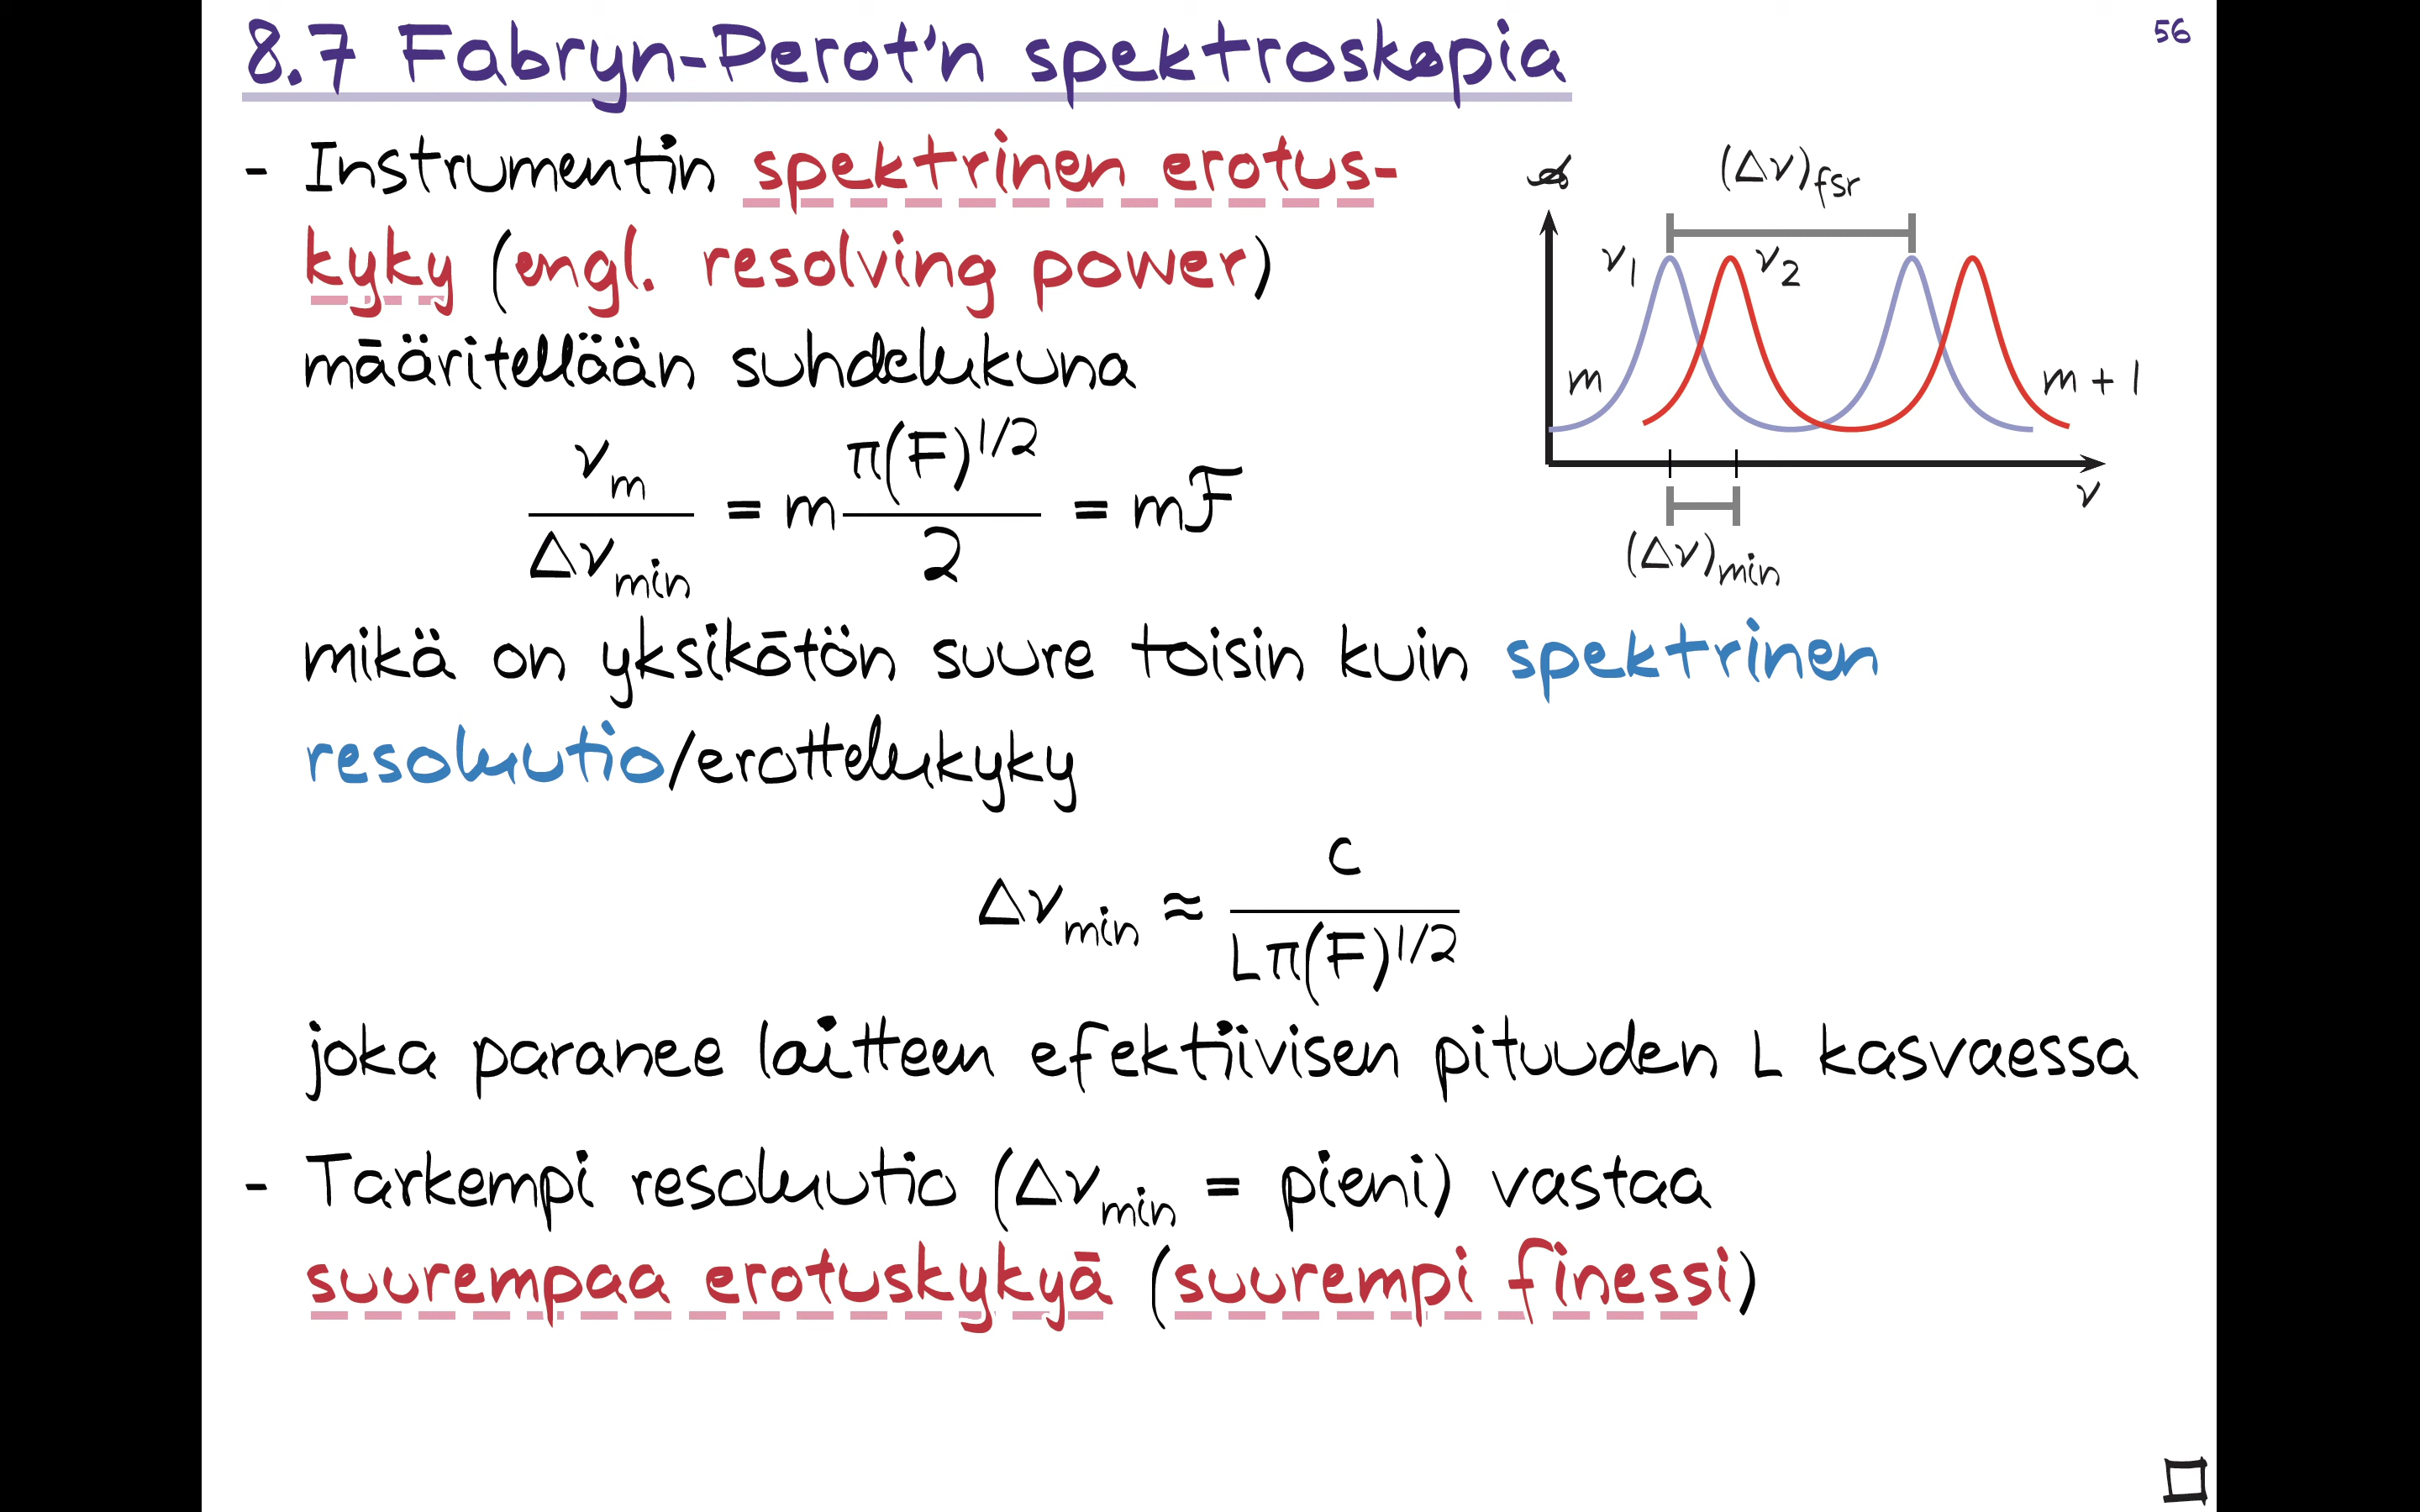 8.7 Fabryn-Perot'n spektroskopia
56
- Instrumentin spektrinen erotus-
kyky (engl. resolving power)
määritellään suhdelukuna
ν_m / Δν_min = m π(F)^1/2 / 2 = mℱ
mikä on yksikötön suure toisin kuin spektrinen
resoluutio/erottelukyky
Δν_min ≈ c / Lπ(F)^1/2
joka paranee laitteen efektiivisen pituuden L kasvaessa
- Tarkempi resoluutio (Δν_min = pieni) vastaa
suurempaa erotuskykyä (suurempi finessi)
(Δν)_fsr
ν_1 ν_2
m m + 1
ν
(Δν)_min